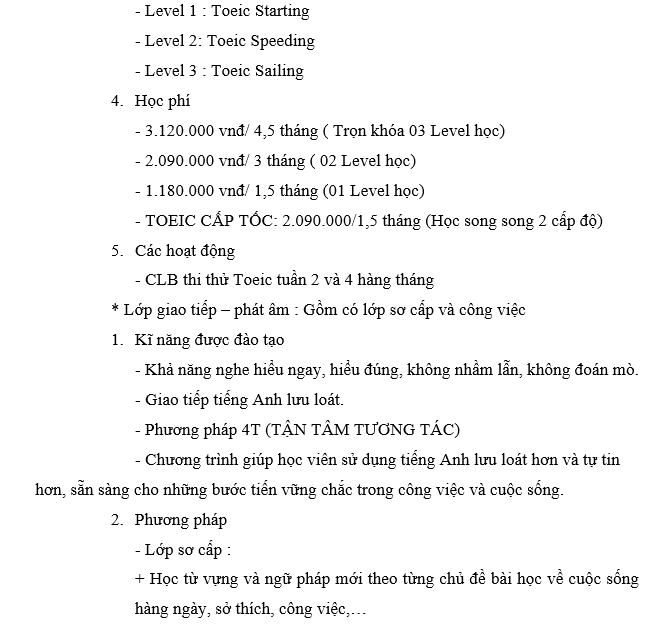 - Level 1 : Toeic Starting
- Level 2: Toeic Speeding
- Level 3 : Toeic Sailing
4. Học phí
- 3.120.000 vnđ/ 4,5 tháng ( Trọn khóa 03 Level học)
- 2.090.000 vnđ/ 3 tháng ( 02 Level học)
- 1.180.000 vnđ/ 1,5 tháng (01 Level học)
- TOEIC CẤP TỐC: 2.090.000/1,5 tháng (Học song song 2 cấp độ)
5. Các hoạt động
- CLB thi thử Toeic tuần 2 và 4 hàng tháng
* Lớp giao tiếp – phát âm : Gồm có lớp sơ cấp và công việc
1. Kĩ năng được đào tạo
- Khả năng nghe hiểu ngay, hiểu đúng, không nhầm lẫn, không đoán mò.
- Giao tiếp tiếng Anh lưu loát.
- Phương pháp 4T (TẬN TÂM TƯƠNG TÁC)
- Chương trình giúp học viên sử dụng tiếng Anh lưu loát hơn và tự tin
hơn, sẵn sàng cho những bước tiến vững chắc trong công việc và cuộc sống.
2. Phương pháp
- Lớp sơ cấp :
+ Học từ vựng và ngữ pháp mới theo từng chủ đề bài học về cuộc sống
hàng ngày, sở thích, công việc,…